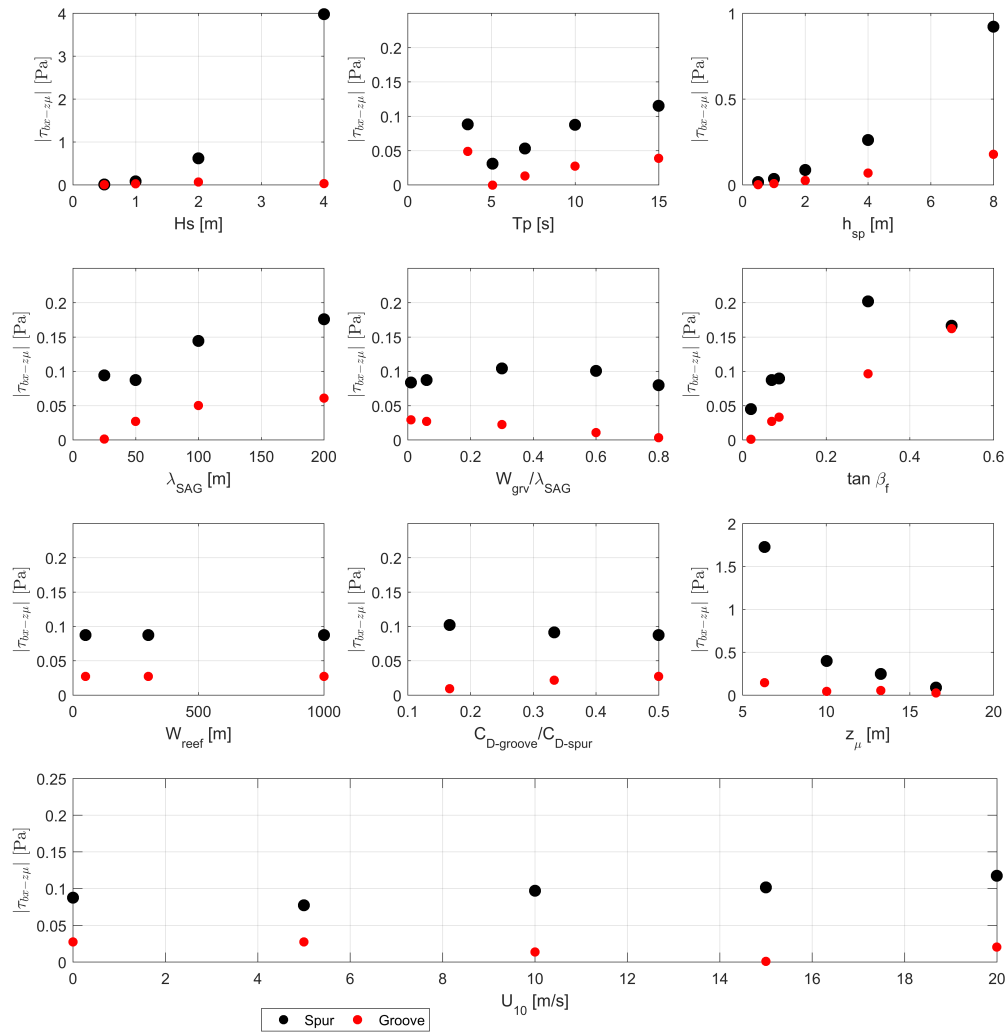 |τbx−zμ| [Pa]
4
3
2
1
0
0 1 2 3 4
Hs [m]
|τbx−zμ| [Pa]
0.2
0.15
0.1
0.05
0
0 5 10 15
Tp [s]
|τbx−zμ| [Pa]
1
0.5
0
0 2 4 6 8
hsp [m]
|τbx−zμ| [Pa]
0.2
0.15
0.1
0.05
0
0 50 100 150 200
λSAG [m]
|τbx−zμ| [Pa]
0.2
0.15
0.1
0.05
0
0 0.2 0.4 0.6 0.8
Wgrv/λSAG
|τbx−zμ| [Pa]
0.2
0.15
0.1
0.05
0
0 0.2 0.4 0.6
tan βf
|τbx−zμ| [Pa]
0.2
0.15
0.1
0.05
0
0 500 1000
Wreef [m]
|τbx−zμ| [Pa]
0.2
0.15
0.1
0.05
0
0.1 0.2 0.3 0.4 0.5
CD-groove/CD-spur
|τbx−zμ| [Pa]
2
1.5
1
0.5
0
5 10 15 20
zμ [m]
|τbx−zμ| [Pa]
0.25
0.2
0.15
0.1
0.05
0
0 2 4 6 8 10 12 14 16 18 20
U10 [m/s]
Spur Groove